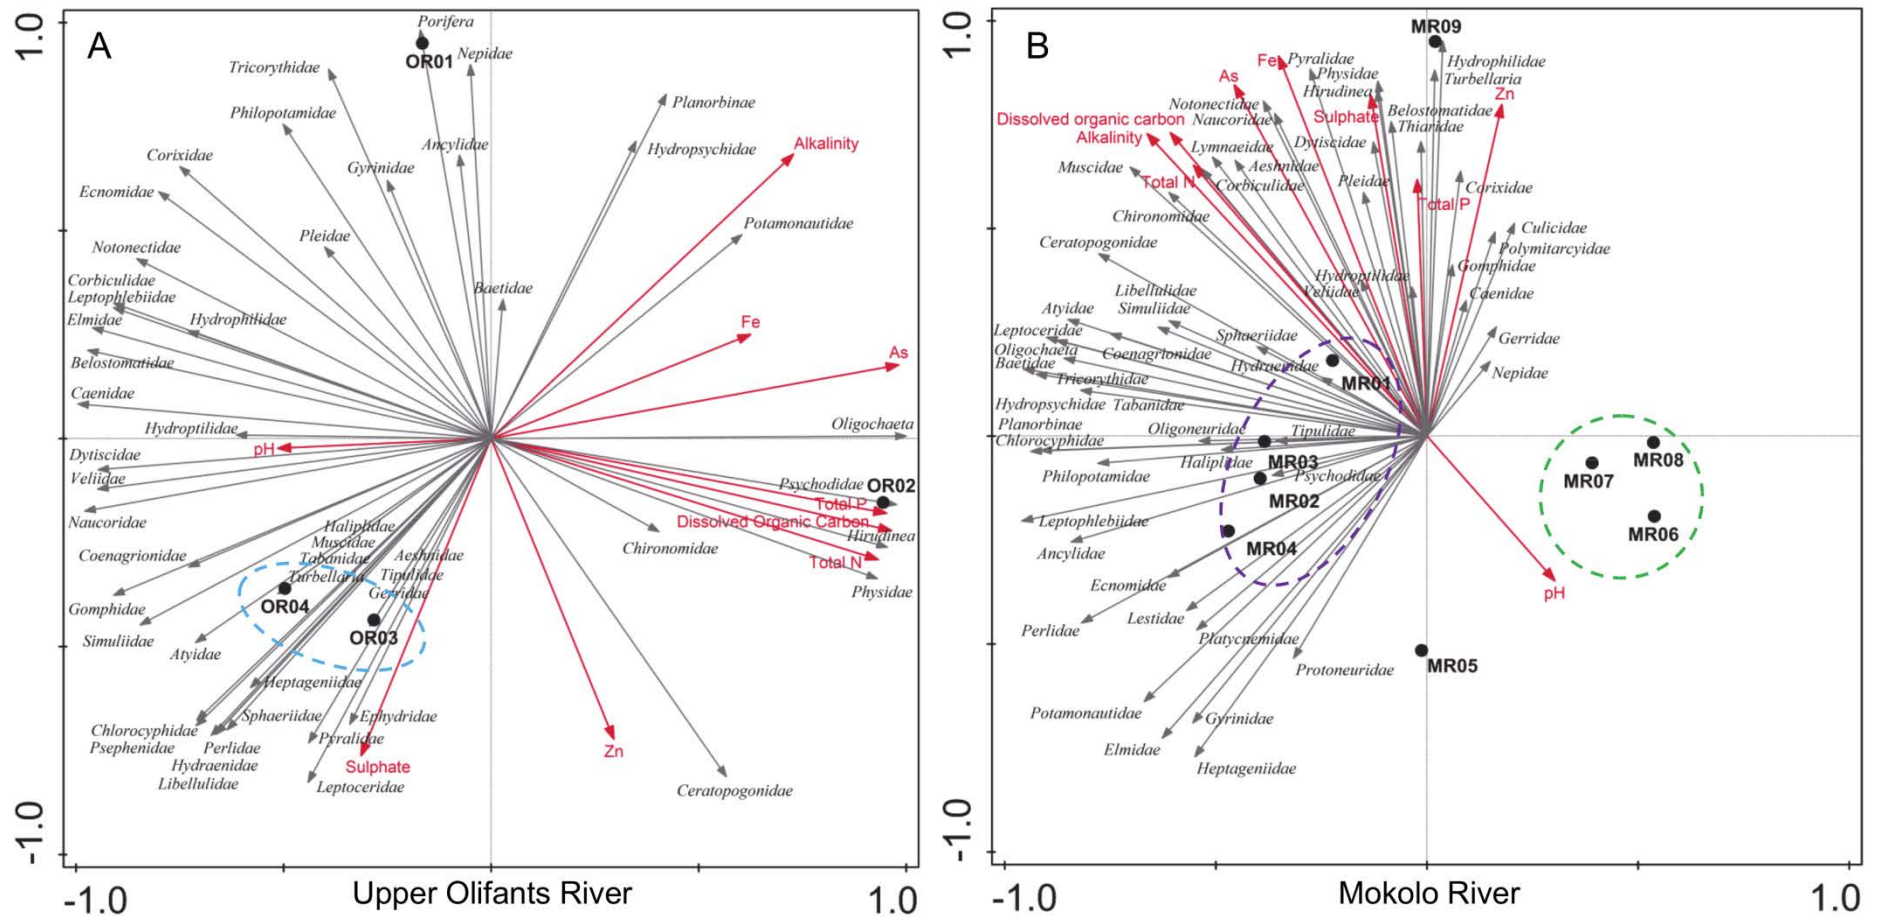 A
1.0
Porifera
OR01
Nepidae
Tricorythidae
Planorbinae
Philopotamidae
Ancylidae
Hydropsychidae
Alkalinity
Corixidae
Gyrinidae
Ecnomidae
Potamonautidae
Pleidae
Notonectidae
Corbiculidae
Leptophlebiidae
Baetidae
Elmidae
Hydrophilidae
Fe
As
Belostomatidae
Caenidae
Hydroptilidae
Oligochaeta
pH
Dytiscidae
Veliidae
Psychodidae
OR02
Total P
Naucoridae
Haliplidae
Dissolved Organic Carbon
Hirudinea
Muscidae
Chironomidae
Coenagrionidae
Tabanidae
Aeshnidae
Total N
Turbellaria
Tipulidae
Physidae
Gerridae
OR04
Gomphidae
OR03
Simuliidae
Atyidae
Heptageniidae
Sphaeriidae
Ephydridae
Chlorocyphidae
Psephenidae
Perlidae
Pyralidae
Zn
Hydraenidae
Sulphate
Libellulidae
Leptoceridae
Ceratopogonidae
-1.0
-1.0
Upper Olifants River
1.0
B
1.0
MR09
Fe
Pyralidae
Hydrophilidae
As
Physidae
Turbellaria
Hirudinea
Zn
Notonectidae
Belostomatidae
Dissolved organic carbon
Naucoridae
Sulphate
Thiaridae
Alkalinity
Lymnaeidae
Dytiscidae
Muscidae
Aeshnidae
Total N
Corbiculidae
Pleidae
Corixidae
Total P
Chironomidae
Culicidae
Ceratopogonidae
Polymitarcyidae
Hydroptilidae
Gomphidae
Libellulidae
Veliidae
Caenidae
Atyidae
Simuliidae
Leptoceridae
Sphaeriidae
Gerridae
Oligochaeta
Coenagrionidae
Baetidae
Hydraenidae
Nepidae
Tricorythidae
MR01
Hydropsychidae
Tabanidae
Planorbinae
Oligoneuridae
Tipulidae
Chlorocyphidae
Haliplidae
MR03
MR08
Philopotamidae
Psychodidae
MR07
MR02
Leptophlebiidae
MR06
Ancylidae
MR04
Ecnomidae
pH
Lestidae
Perlidae
Platycnemidae
MR05
Protoneuridae
Potamonautidae
Gyrinidae
Elmidae
Heptageniidae
-1.0
-1.0
Mokolo River
1.0